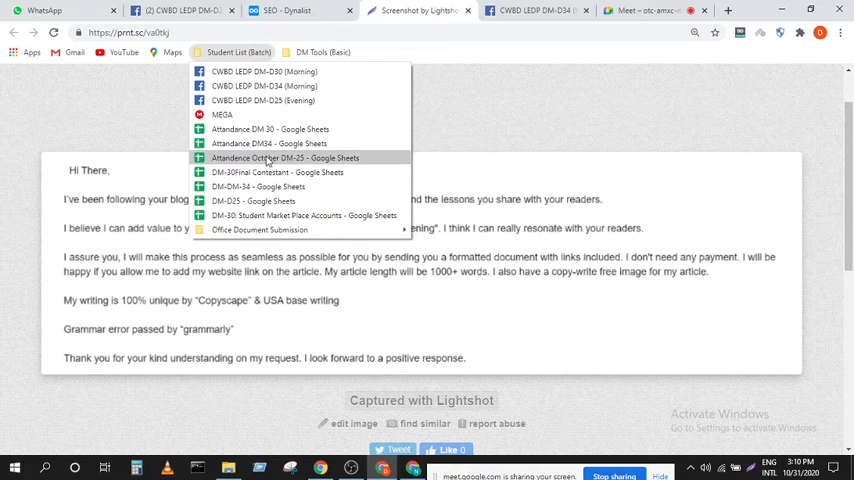 WhatsApp
(2) CWBD LEDP DM-D2
SEO - Dynalist
Screenshot by Lightsho
CWBD LEDP DM-D34 (
Meet – otc-amxc-it
https://prnt.sc/va0tkj
Apps Gmail YouTube Maps Student List (Batch) DM Tools (Basic)
CWBD LEDP DM-D30 (Morning)
CWBD LEDP DM-D34 (Morning)
CWBD LEDP DM-D25 (Evening)
MEGA
Attandance DM 30 - Google Sheets
Attandance DM34 - Google Sheets
Attandence October DM-25 - Google Sheets
DM-30Final Contestant - Google Sheets
DM-DM-34 - Google Sheets
DM-D25 - Google Sheets
DM-30: Student Market Place Accounts - Google Sheets
Office Document Submission
Hi There,
I've been following your blog and the lessons you share with your readers.
I believe I can add value to y evening". I think I can really resonate with your readers.
I assure you, I will make this process as seamless as possible for you by sending you a formatted document with links included. I don't need any payment. I will be
happy if you allow me to add my website link on the article. My article length will be 1000+ words. I also have a copy-write free image for my article.
My writing is 100% unique by "Copyscape" & USA base writing
Grammar error passed by "grammarly"
Thank you for your kind understanding on my request. I look forward to a positive response.
Captured with Lightshot
edit image find similar report abuse
Tweet Like 0
Activate Windows
Go to Settings to activate Windows.
meet.google.com is sharing your screen. Stop sharing Hide
ENG
INTL
3:10 PM
10/31/2020